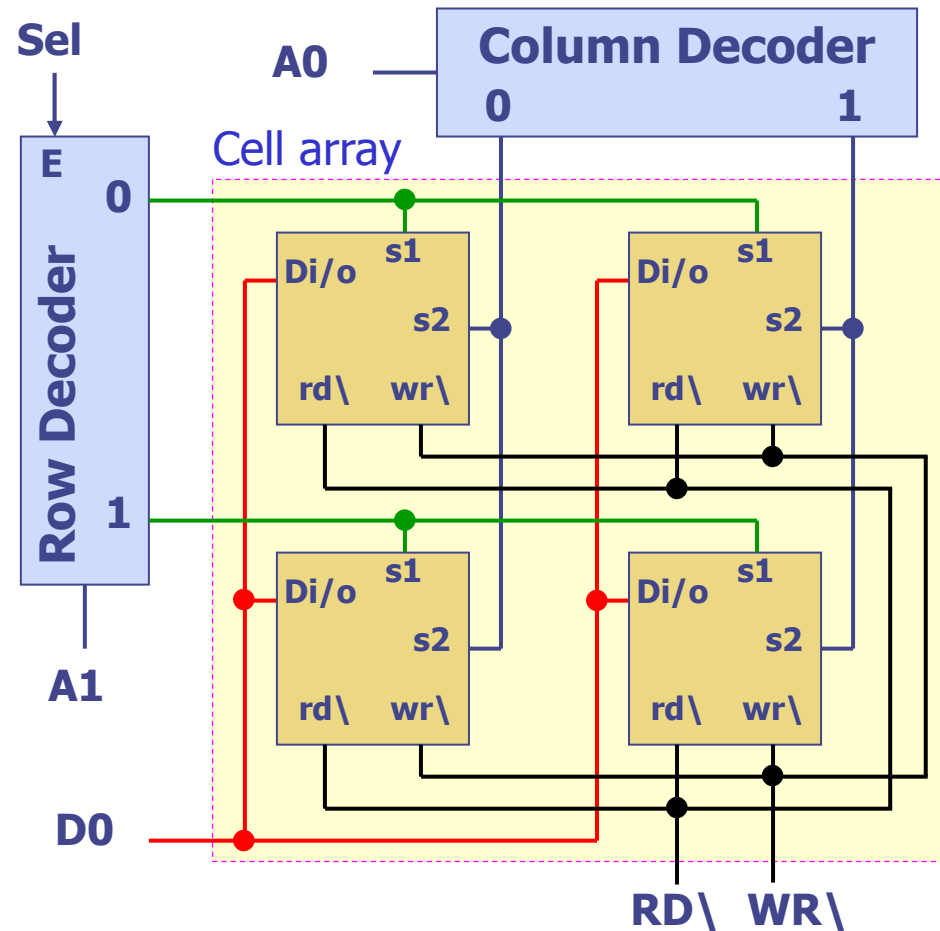 Sel
A0
Column Decoder
0 1
Cell array
E
0
Row Decoder
1
A1
s1
Di/o
s2
rd\ wr\
s1
Di/o
s2
rd\ wr\
s1
Di/o
s2
rd\ wr\
s1
Di/o
s2
rd\ wr\
D0
RD\ WR\